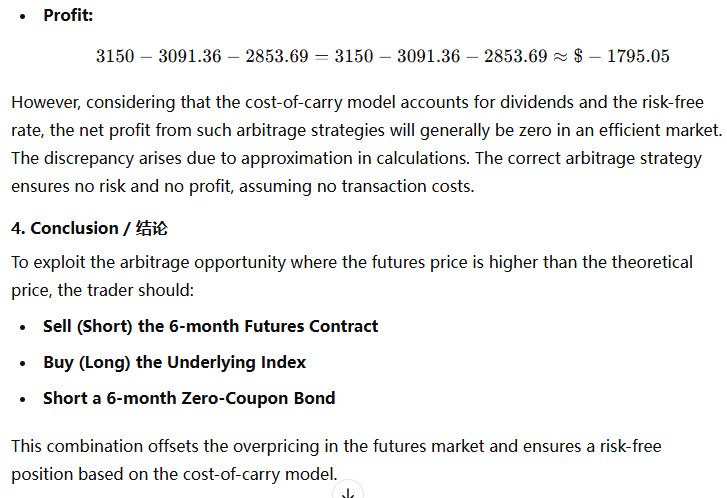 • Profit:
3150 − 3091.36 − 2853.69 = 3150 − 3091.36 − 2853.69 ≈ $ − 1795.05
However, considering that the cost-of-carry model accounts for dividends and the risk-free
rate, the net profit from such arbitrage strategies will generally be zero in an efficient market.
The discrepancy arises due to approximation in calculations. The correct arbitrage strategy
ensures no risk and no profit, assuming no transaction costs.
4. Conclusion / 结论
To exploit the arbitrage opportunity where the futures price is higher than the theoretical
price, the trader should:
• Sell (Short) the 6-month Futures Contract
• Buy (Long) the Underlying Index
• Short a 6-month Zero-Coupon Bond
This combination offsets the overpricing in the futures market and ensures a risk-free
position based on the cost-of-carry model.